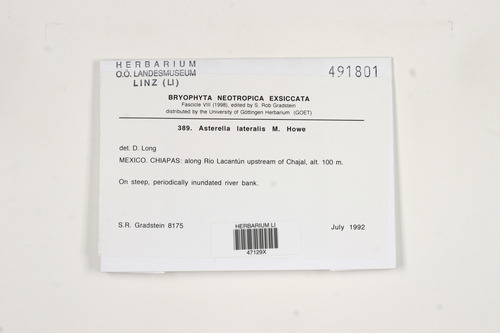 HERBARIUM
O.Ö. LANDESMUSEUM
LINZ (LI)
491801
BRYOPHYTA NEOTROPICA EXSICCATA
Fascicle VIII (1998), edited by S. Rob Gradstein
distributed by the University of Göttingen Herbarium (GOET)
389. Asterella lateralis M. Howe
det. D. Long
MEXICO. CHIAPAS: along Rio Lacantún upstream of Chajal, alt. 100 m.
On steep, periodically inundated river bank.
S.R. Gradstein 8175
July 1992
HERBARIUM LI
47129X